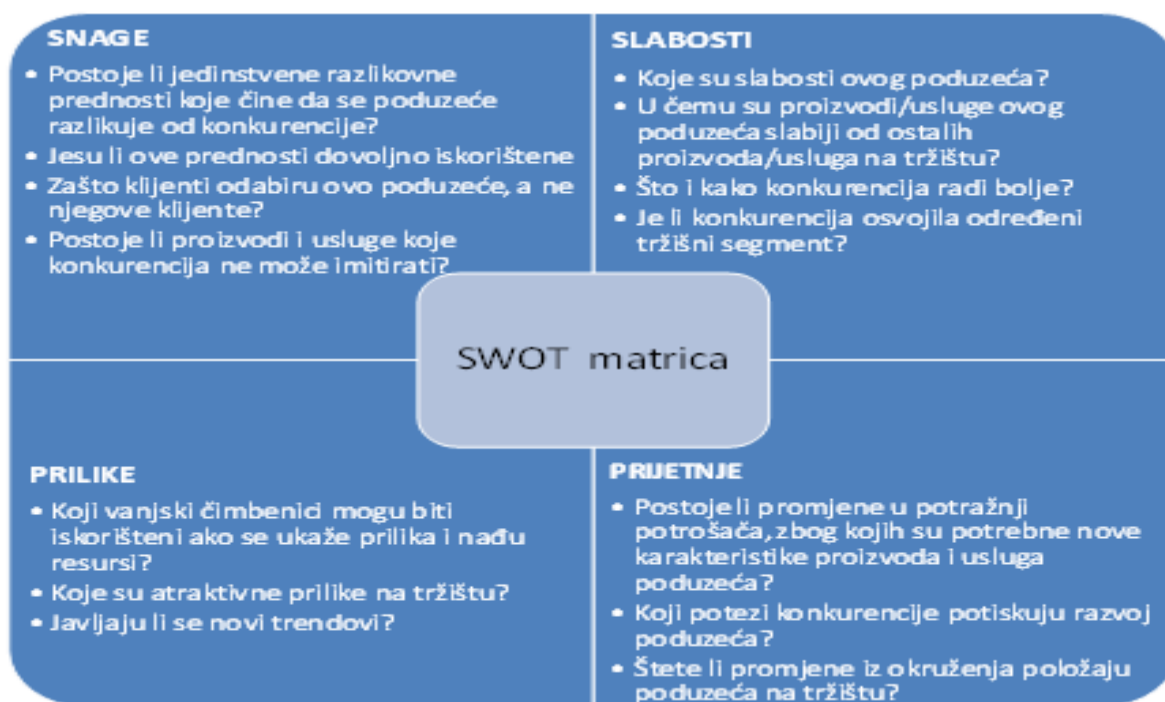 SNAGE
• Postoje li jedinstvene razlikovne
prednosti koje čine da se poduzeće
razlikuje od konkurencije?
• Jesu li ove prednosti dovoljno iskorištene
• Zašto klijenti odabiru ovo poduzeće, a ne
njegove klijente?
• Postoje li proizvodi i usluge koje
konkurencija ne može imitirati?
SLABOSTI
• Koje su slabosti ovog poduzeća?
• U čemu su proizvodi/usluge ovog
poduzeća slabiji od ostalih
proizvoda/usluga na tržištu?
• Što i kako konkurencija radi bolje?
• Je li konkurencija osvojila određeni
tržišni segment?
SWOT matrica
PRILIKE
• Koji vanjski čimbenici mogu biti
iskorišteni ako se ukaže prilika i nađu
resursi?
• Koje su atraktivne prilike na tržištu?
• Javljaju li se novi trendovi?
PRIJETNJE
• Postoje li promjene u potražnji
potrošača, zbog kojih su potrebne nove
karakteristike proizvoda i usluga
poduzeća?
• Koji potezi konkurencije potiskuju razvoj
poduzeća?
• Štete li promjene iz okruženja položaju
poduzeća na tržištu?